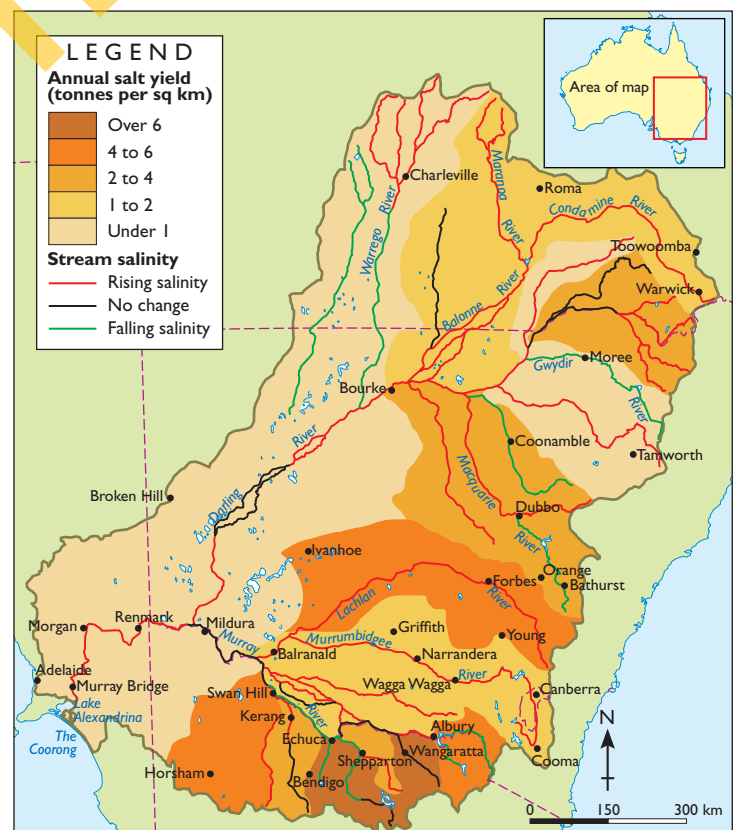 LEGEND
Annual salt yield
(tonnes per sq km)
Over 6
4 to 6
2 to 4
1 to 2
Under 1
Stream salinity
Rising salinity
No change
Falling salinity
Area of map
Charleville
Maranoa
River
Roma
Condamine River
Toowoomba
Warwick
Warrego
River
Balonne River
Gwydir
River
Moree
Bourke
River
Darling
Coonamble
Tamworth
Macquarie
River
Broken Hill
Dubbo
Ivanhoe
Orange
Bathurst
Forbes
Lachlan
River
Morgan
Renmark
Mildura
Murray
River
Griffith
Young
Murrumbidgee
River
Balranald
Narrandera
Adelaide
Murray Bridge
Wagga Wagga
Canberra
Lake
Alexandrina
Swan Hill
Kerang
The
Coorong
Echuca
Albury
Wangaratta
Shepparton
Cooma
Horsham
Bendigo
N
0 150 300 km